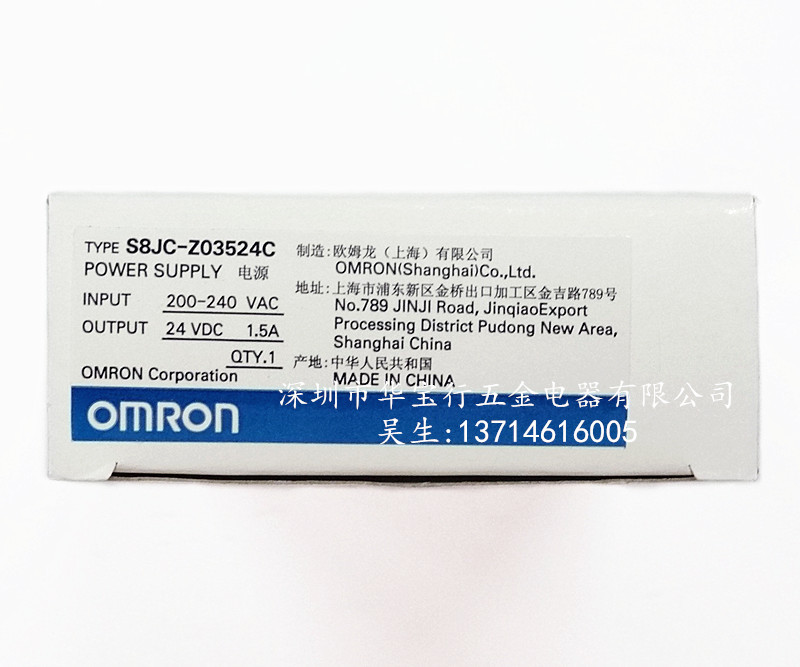 TYPE S8JC-Z03524C
POWER SUPPLY 电源
INPUT 200-240 VAC
OUTPUT 24 VDC 1.5A
QTY.1
OMRON Corporation
制造: 欧姆龙（上海）有限公司
OMRON(Shanghai)Co.,Ltd.
地址: 上海市浦东新区金桥出口加工区金吉路789号
No.789 JINJI Road, JinqiaoExport
Processing District Pudong New Area,
Shanghai China
产地: 中华人民共和国
MADE IN CHINA
OMRON
深圳市华宝行五金电器有限公司
吴生:13714616005